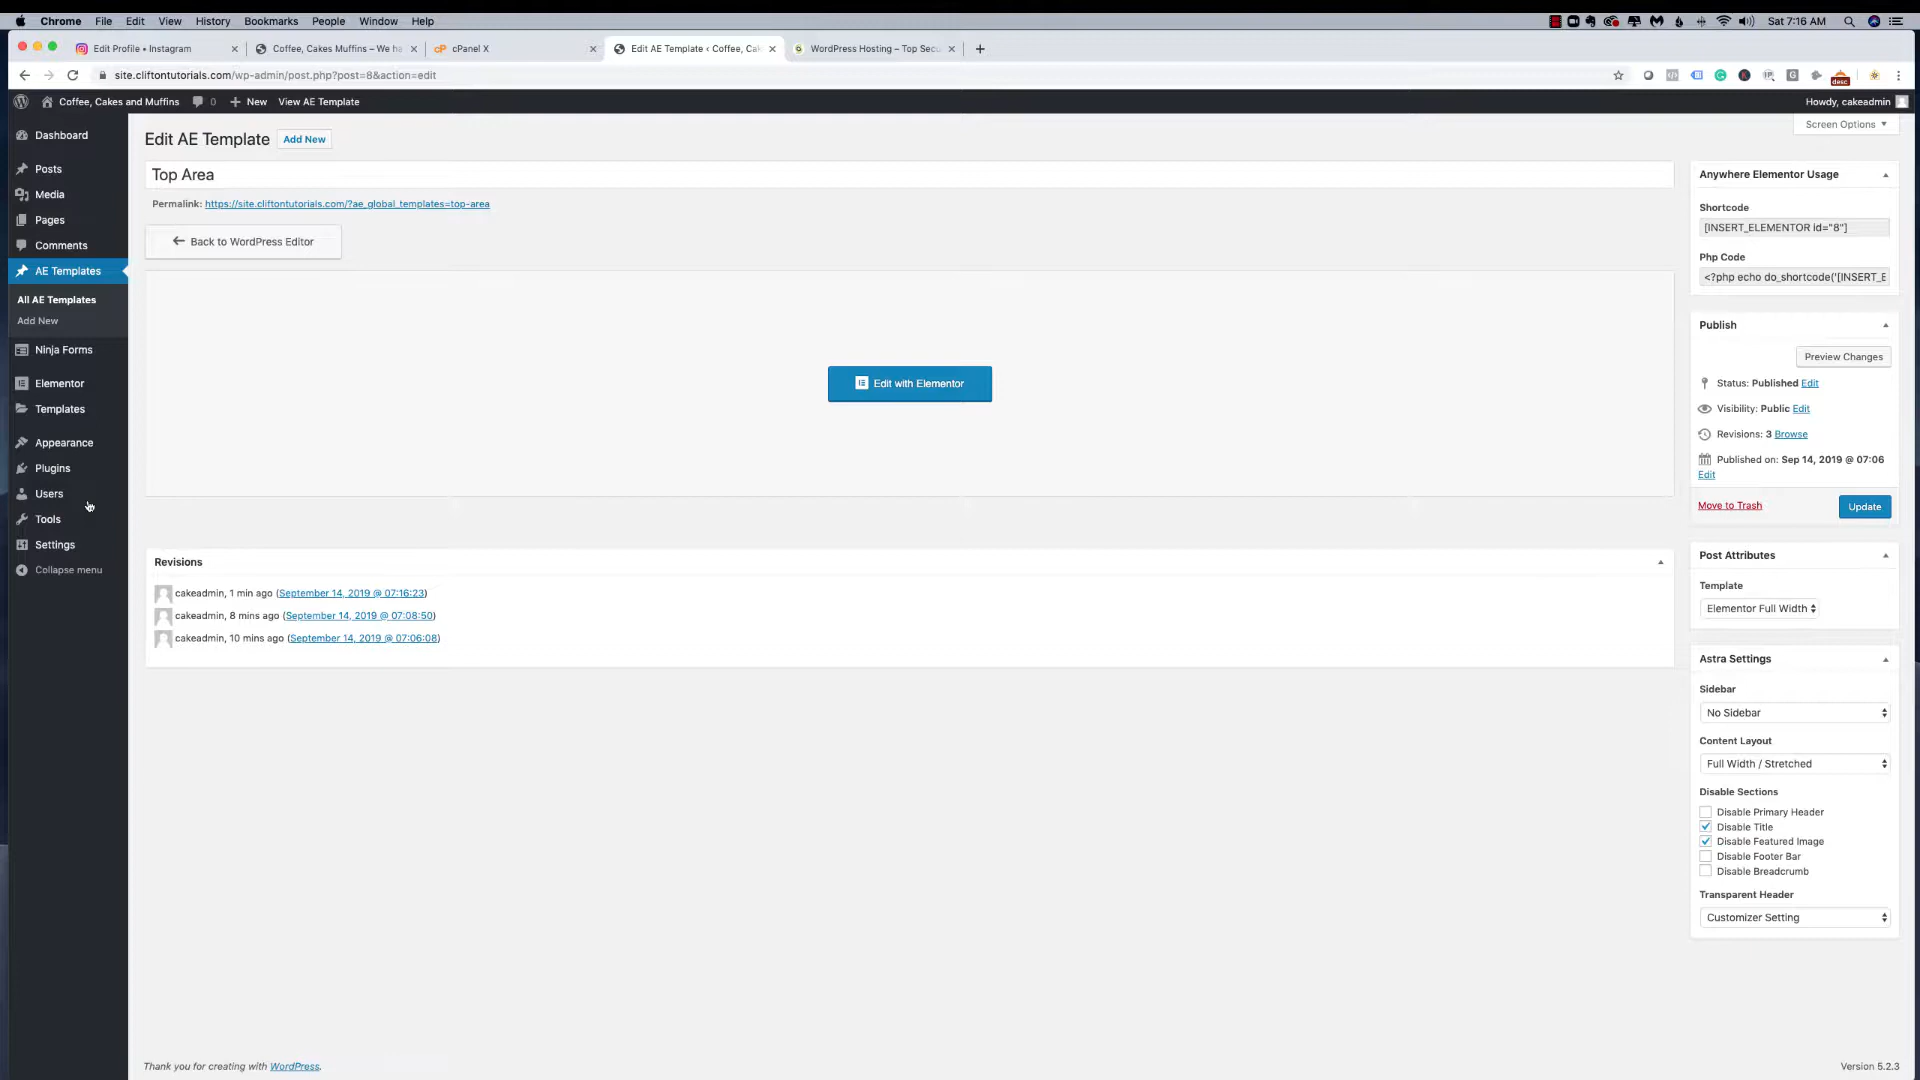 Chrome File Edit View History Bookmarks People Window Help Sat 7:16 AM
Edit Profile • Instagram Coffee, Cakes Muffins – We ha cPanel X Edit AE Template ‹ Coffee, Cak WordPress Hosting – Top Secu
site.cliftontutorials.com/wp-admin/post.php?post=8&action=edit
Coffee, Cakes and Muffins 0 New View AE Template Howdy, cakeadmin
Screen Options
Dashboard
Posts
Media
Pages
Comments
AE Templates
All AE Templates
Add New
Ninja Forms
Elementor
Templates
Appearance
Plugins
Users
Tools
Settings
Collapse menu
Edit AE Template Add New
Top Area
Permalink: https://site.cliftontutorials.com/?ae_global_templates=top-area
Back to WordPress Editor
Edit with Elementor
Revisions
cakeadmin, 1 min ago (September 14, 2019 @ 07:16:23)
cakeadmin, 8 mins ago (September 14, 2019 @ 07:08:50)
cakeadmin, 10 mins ago (September 14, 2019 @ 07:06:08)
Anywhere Elementor Usage
Shortcode
[INSERT_ELEMENTOR id="8"]
Php Code
<?php echo do_shortcode('[INSERT_E
Publish
Preview Changes
Status: Published Edit
Visibility: Public Edit
Revisions: 3 Browse
Published on: Sep 14, 2019 @ 07:06
Edit
Move to Trash Update
Post Attributes
Template
Elementor Full Width
Astra Settings
Sidebar
No Sidebar
Content Layout
Full Width / Stretched
Disable Sections
Disable Primary Header
Disable Title
Disable Featured Image
Disable Footer Bar
Disable Breadcrumb
Transparent Header
Customizer Setting
Thank you for creating with WordPress. Version 5.2.3